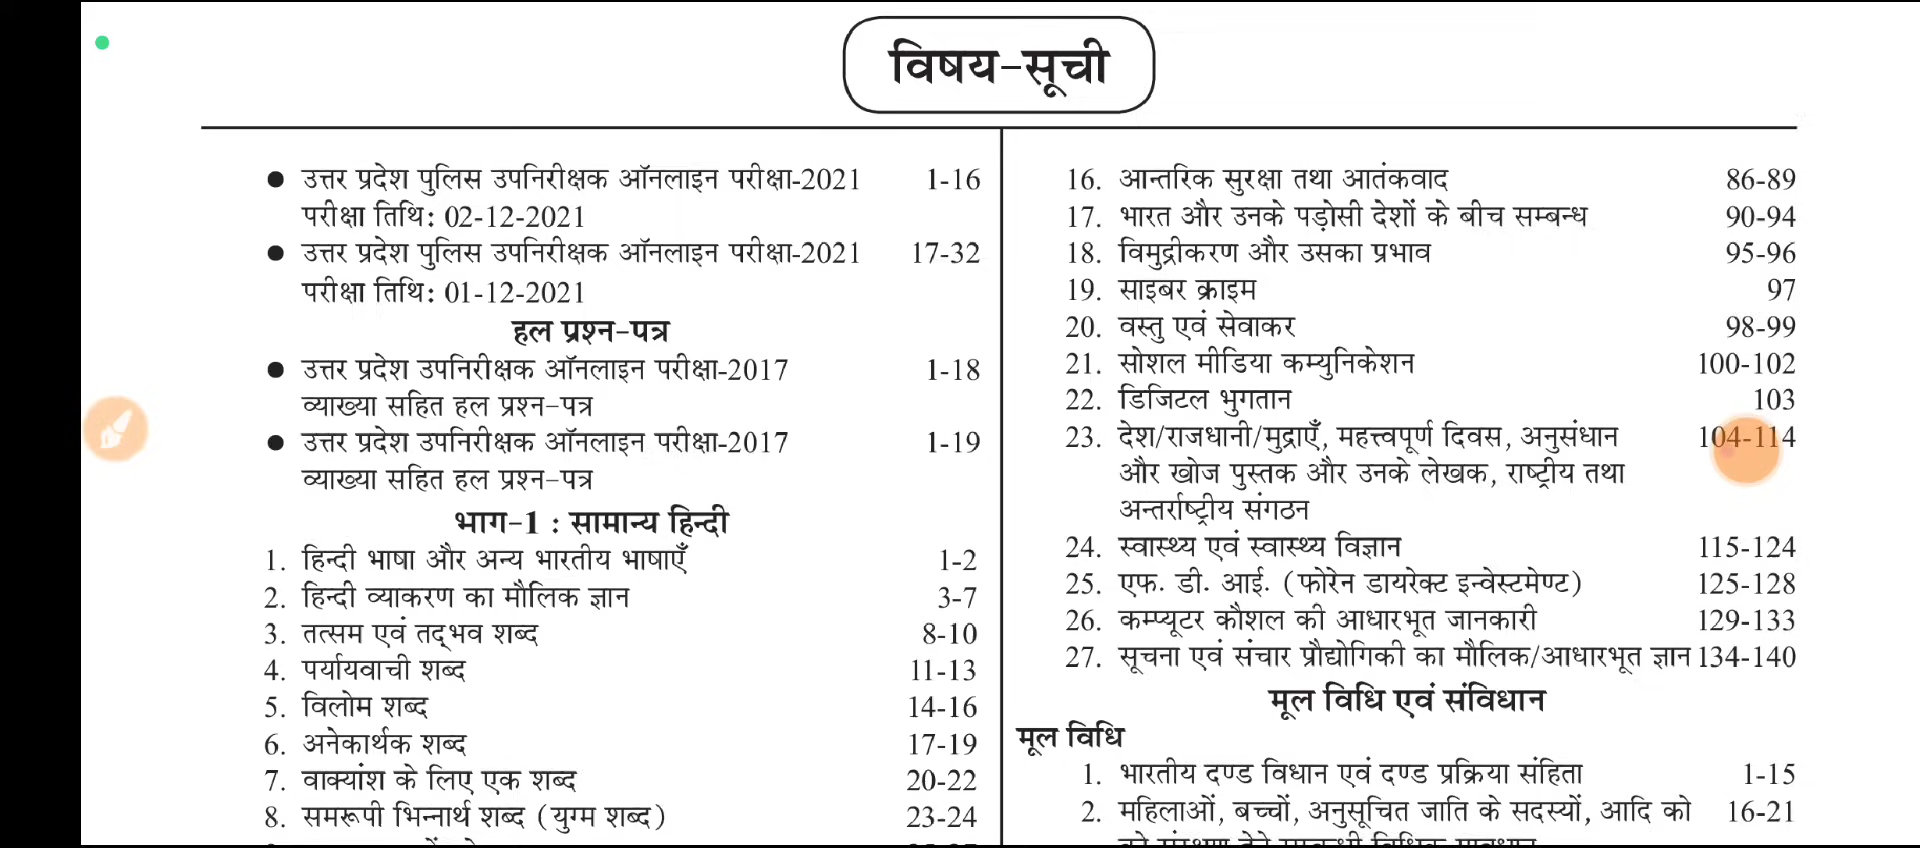 विषय-सूची
● उत्तर प्रदेश पुलिस उपनिरीक्षक ऑनलाइन परीक्षा-2021 1-16
परीक्षा तिथि: 02-12-2021
● उत्तर प्रदेश पुलिस उपनिरीक्षक ऑनलाइन परीक्षा-2021 17-32
परीक्षा तिथि: 01-12-2021
हल प्रश्न-पत्र
● उत्तर प्रदेश उपनिरीक्षक ऑनलाइन परीक्षा-2017 1-18
व्याख्या सहित हल प्रश्न-पत्र
● उत्तर प्रदेश उपनिरीक्षक ऑनलाइन परीक्षा-2017 1-19
व्याख्या सहित हल प्रश्न-पत्र
भाग-1 : सामान्य हिन्दी
1. हिन्दी भाषा और अन्य भारतीय भाषाएँ 1-2
2. हिन्दी व्याकरण का मौलिक ज्ञान 3-7
3. तत्सम एवं तद्भव शब्द 8-10
4. पर्यायवाची शब्द 11-13
5. विलोम शब्द 14-16
6. अनेकार्थक शब्द 17-19
7. वाक्यांश के लिए एक शब्द 20-22
8. समरूपी भिन्नार्थ शब्द (युग्म शब्द) 23-24
16. आन्तरिक सुरक्षा तथा आतंकवाद 86-89
17. भारत और उनके पड़ोसी देशों के बीच सम्बन्ध 90-94
18. विमुद्रीकरण और उसका प्रभाव 95-96
19. साइबर क्राइम 97
20. वस्तु एवं सेवाकर 98-99
21. सोशल मीडिया कम्युनिकेशन 100-102
22. डिजिटल भुगतान 103
23. देश/राजधानी/मुद्राएँ, महत्त्वपूर्ण दिवस, अनुसंधान 104-114
और खोज पुस्तक और उनके लेखक, राष्ट्रीय तथा
अन्तर्राष्ट्रीय संगठन
24. स्वास्थ्य एवं स्वास्थ्य विज्ञान 115-124
25. एफ. डी. आई. (फोरेन डायरेक्ट इन्वेस्टमेण्ट) 125-128
26. कम्प्यूटर कौशल की आधारभूत जानकारी 129-133
27. सूचना एवं संचार प्रौद्योगिकी का मौलिक/आधारभूत ज्ञान 134-140
मूल विधि एवं संविधान
मूल विधि
1. भारतीय दण्ड विधान एवं दण्ड प्रक्रिया संहिता 1-15
2. महिलाओं, बच्चों, अनुसूचित जाति के सदस्यों, आदि को 16-21